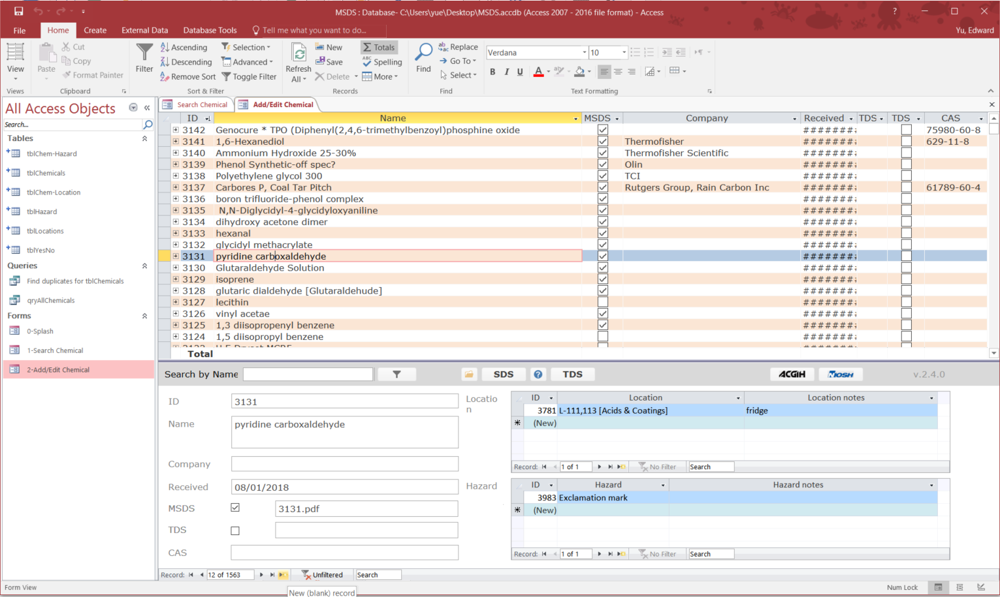 MSDS : Database- C:\Users\yue\Desktop\MSDS.accdb (Access 2007 - 2016 file format) - Access
?
File Home Create External Data Database Tools Tell me what you want to do... Yu, Edward
View Paste Cut Copy Format Painter
Filter Ascending Descending Remove Sort Selection Advanced Toggle Filter
Refresh All New Save Delete Totals Spelling More
Find Replace Go To Select
Verdana 10
B I U A
Views Clipboard Sort & Filter Records Find Text Formatting
All Access Objects
Search...
Tables
tblChem-Hazard
tblChemicals
tblChem-Location
tblHazard
tblLocations
tblYesNo
Queries
Find duplicates for tblChemicals
qryAllChemicals
Forms
0-Splash
1-Search Chemical
2-Add/Edit Chemical
Search Chemical Add/Edit Chemical
ID Name MSDS Company Received TDS TDS CAS
3142 Genocure * TPO (Diphenyl(2,4,6-trimethylbenzoyl)phosphine oxide ####### 75980-60-8
3141 1,6-Hexanediol Thermofisher ####### 629-11-8
3140 Ammonium Hydroxide 25-30% Thermofisher Scientific #######
3139 Phenol Synthetic-off spec? Olin #######
3138 Polyethylene glycol 300 TCI #######
3137 Carbores P, Coal Tar Pitch Rutgers Group, Rain Carbon Inc ####### 61789-60-4
3136 boron trifluoride-phenol complex #######
3135 N,N-Diglycidyl-4-glycidyloxyaniline #######
3134 dihydroxy acetone dimer #######
3133 hexanal #######
3132 glycidyl methacrylate #######
3131 pyridine carboxaldehyde #######
3130 Glutaraldehyde Solution #######
3129 isoprene #######
3128 glutaric dialdehyde [Glutaraldehude] #######
3127 lecithin #######
3126 vinyl acetae #######
3125 1,3 diisopropenyl benzene #######
3124 1,5 diisopropyl benzene #######
Total
Search by Name SDS ? TDS ACGIH NIOSH v.2.4.0
ID 3131
Name pyridine carboxaldehyde
Company
Received 08/01/2018
MSDS 3131.pdf
TDS
CAS
Location
ID Location Location notes
3781 L-111,113 [Acids & Coatings] fridge
(New)
Record: 1 of 1 No Filter Search
Hazard
ID Hazard Hazard notes
3983 Exclamation mark
(New)
Record: 1 of 1 No Filter Search
Record: 12 of 1563 Unfiltered Search
Form View New (blank) record Num Lock